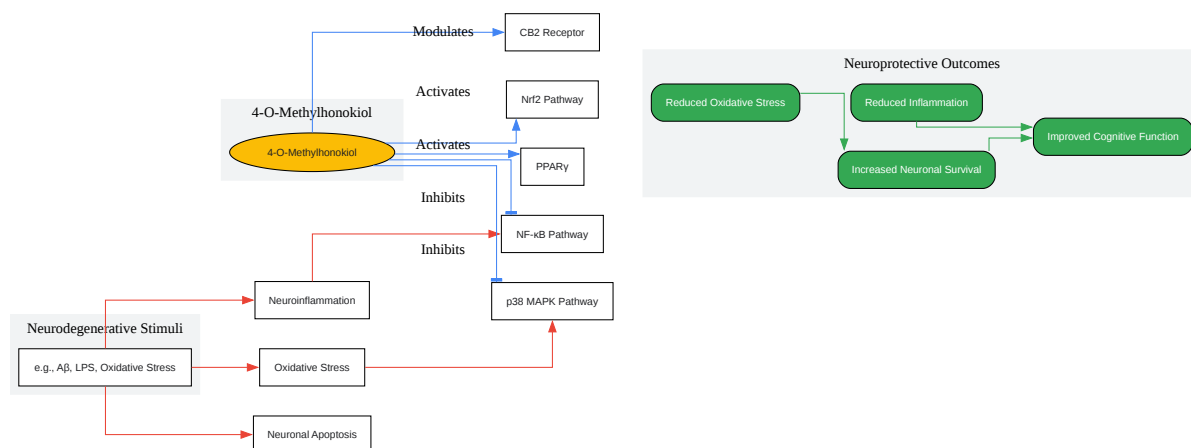 Modulates
CB2 Receptor
Neuroprotective Outcomes
Activates
Nrf2 Pathway
Reduced Oxidative Stress
Reduced Inflammation
4-O-Methylhonokiol
4-O-Methylhonokiol
Activates
PPARγ
Improved Cognitive Function
Increased Neuronal Survival
Inhibits
NF-κB Pathway
Inhibits
Neuroinflammation
p38 MAPK Pathway
Neurodegenerative Stimuli
e.g., Aβ, LPS, Oxidative Stress
Oxidative Stress
Neuronal Apoptosis